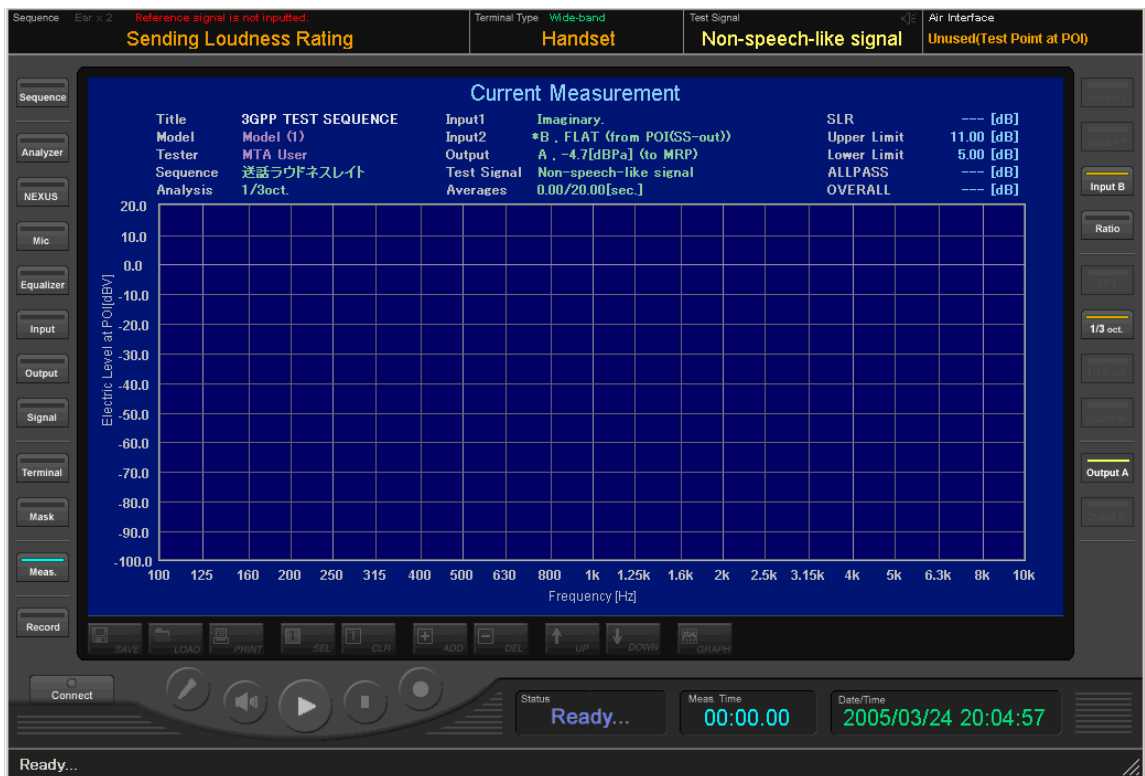 Sequence Ear × 2 Reference signal is not inputted.
Sending Loudness Rating
Terminal Type Wide-band
Handset
Test Signal
Non-speech-like signal
Air Interface
Unused(Test Point at POI)
Current Measurement
Title 3GPP TEST SEQUENCE Input1 Imaginary. SLR --- [dB]
Model Model (1) Input2 *B , FLAT (from POI(SS-out)) Upper Limit 11.00 [dB]
Tester MTA User Output A , -4.7[dBPa] (to MRP) Lower Limit 5.00 [dB]
Sequence 送話ラウドネスレイト Test Signal Non-speech-like signal ALLPASS --- [dB]
Analysis 1/3oct. Averages 0.00/20.00[sec.] OVERALL --- [dB]
20.0
10.0
0.0
-10.0
-20.0
-30.0
-40.0
-50.0
-60.0
-70.0
-80.0
-90.0
-100.0
Electric Level at POI[dBV]
100 125 160 200 250 315 400 500 630 800 1k 1.25k 1.6k 2k 2.5k 3.15k 4k 5k 6.3k 8k 10k
Frequency [Hz]
Sequence
Analyzer
NEXUS
Mic
Equalizer
Input
Output
Signal
Terminal
Mask
Meas.
Record
Input B
Ratio
FFT
1/3 oct.
Output A
SAVE LOAD PRINT 1 SEL 1 CLR ADD DEL UP DOWN GRAPH
Connect
Status
Ready...
Meas. Time
00:00.00
Date/Time
2005/03/24 20:04:57
Ready...